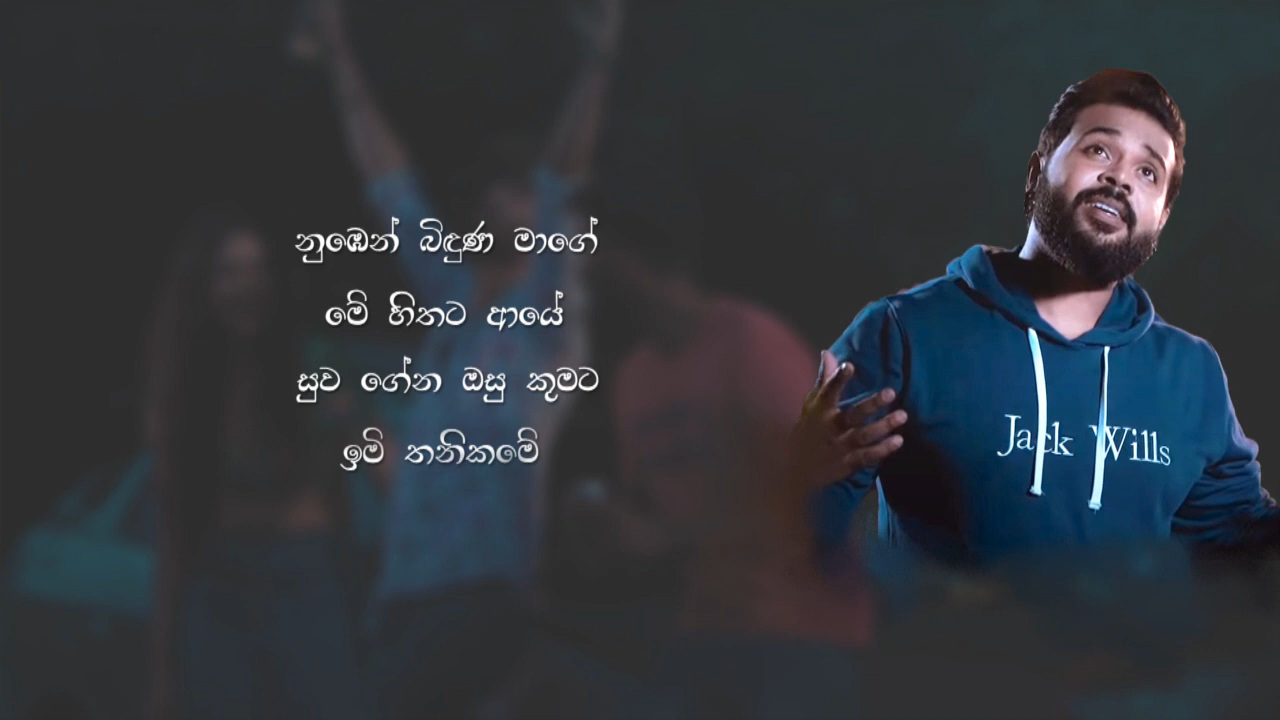 නුඹෙන් බිඳුණ මාගේ
මේ හිතට ආයේ
සුව ගේන ඔසු කුමට
ඉමි තනිකමේ
Jack Wills